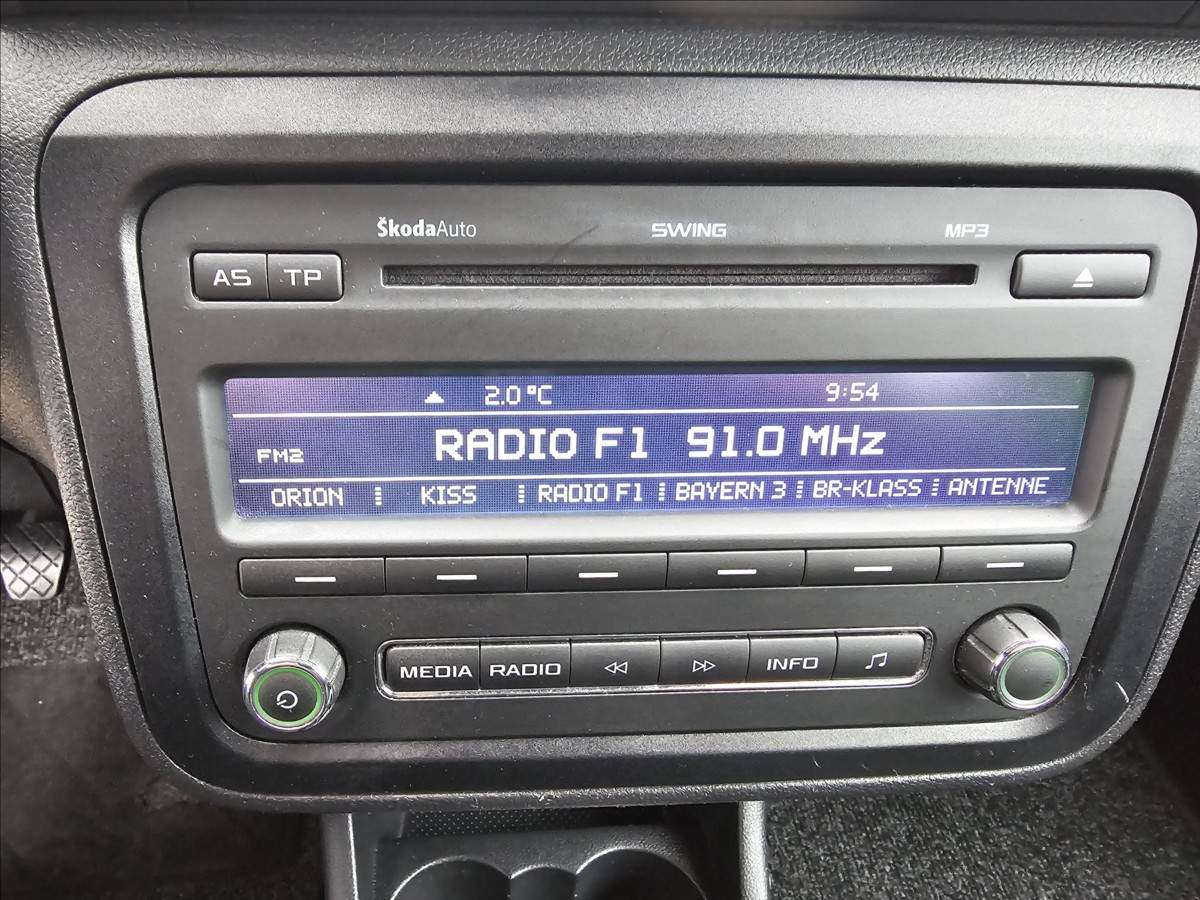 ŠkodaAuto SWING MP3
AS TP
2.0 °C 9:54
FM2 RADIO F1 91.0 MHz
ORION KISS RADIO F1 BAYERN 3 BR-KLASS ANTENNE
MEDIA RADIO INFO